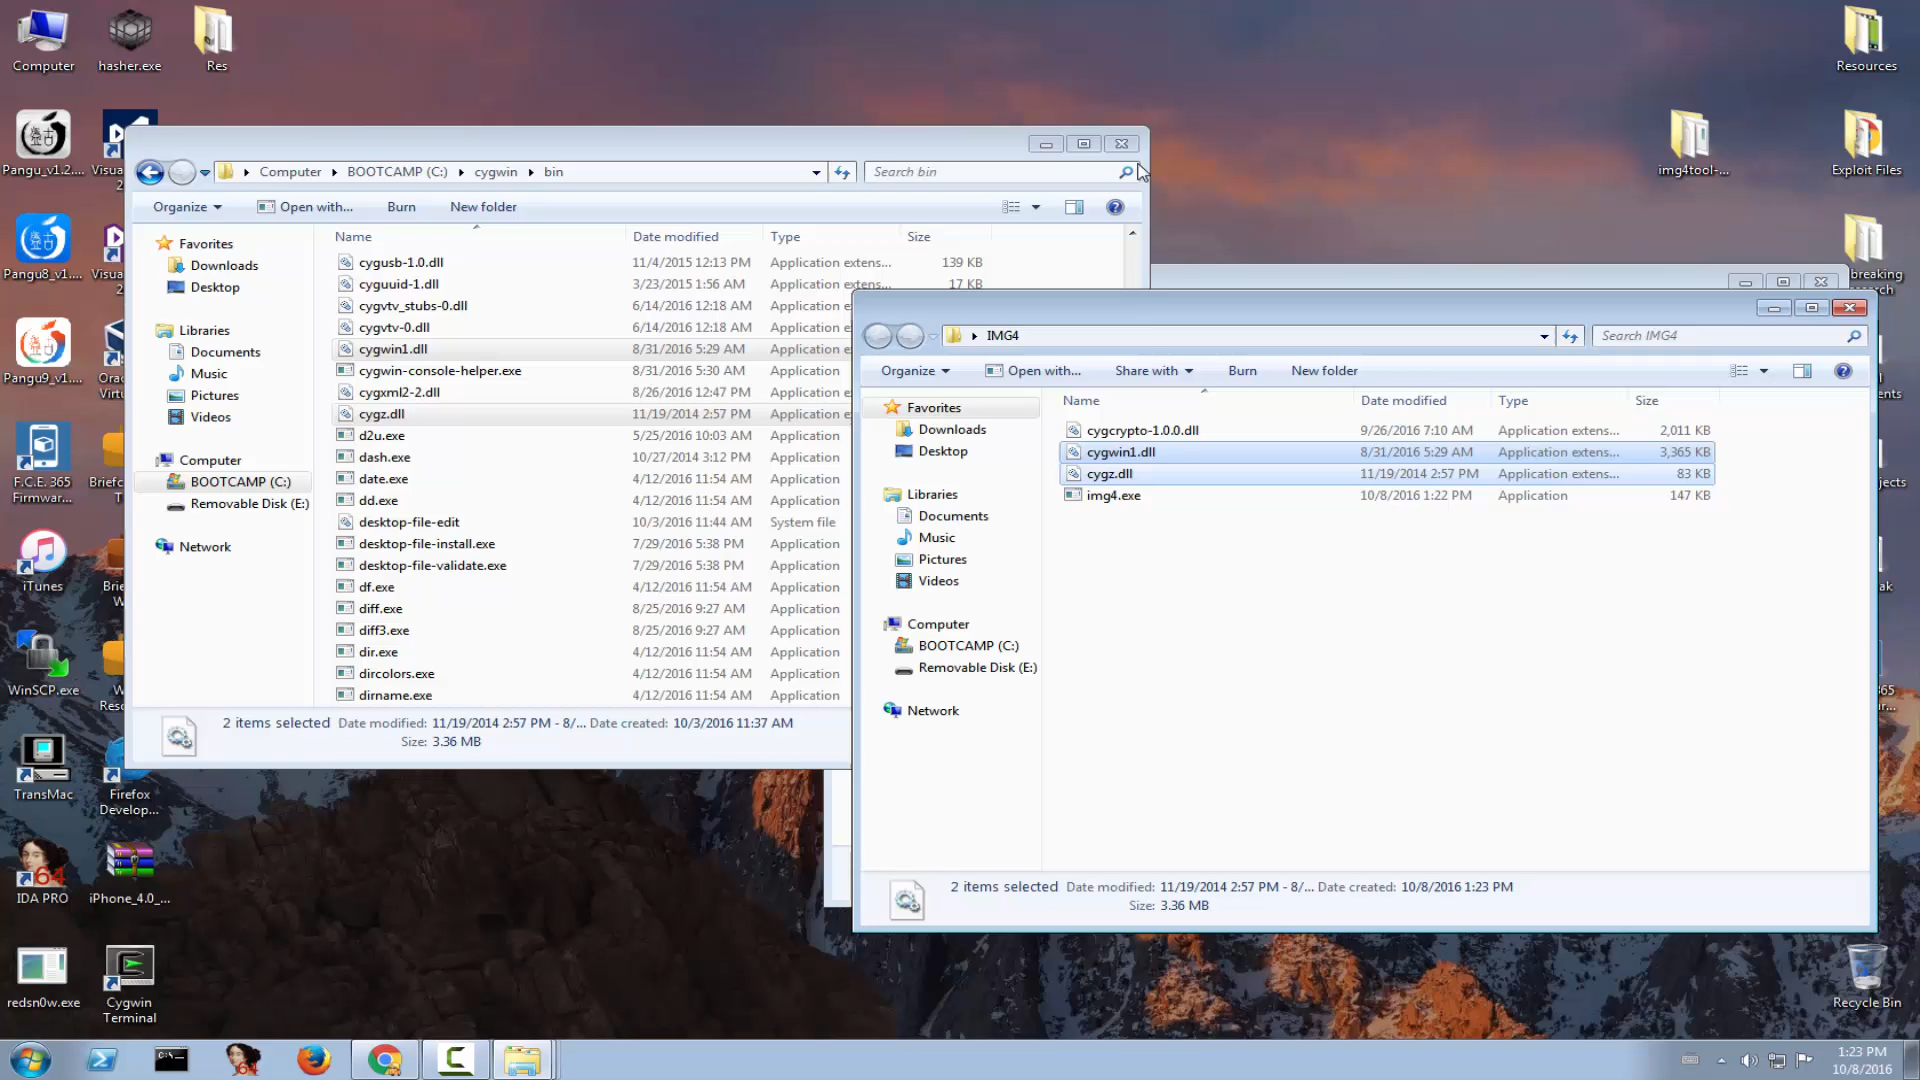 Computer
hasher.exe
Res
Pangu_v1.2....
Pangu8_v1....
Pangu9_v1....
F.C.E. 365
Firmwar...
iTunes
WinSCP.exe
TransMac
Firefox
Develop...
IDA PRO
iPhone_4.0_...
redsn0w.exe
Cygwin
Terminal
Computer
BOOTCAMP (C:)
cygwin
bin
Search bin
Organize
Open with...
Burn
New folder
Favorites
Downloads
Desktop
Libraries
Documents
Music
Pictures
Videos
Computer
BOOTCAMP (C:)
Removable Disk (E:)
Network
Name Date modified Type Size
cygusb-1.0.dll 11/4/2015 12:13 PM Application extens... 139 KB
cyguuid-1.dll 3/23/2015 1:56 AM Application extens... 17 KB
cygvtv_stubs-0.dll 6/14/2016 12:18 AM Application e
cygvtv-0.dll 6/14/2016 12:18 AM Application e
cygwin1.dll 8/31/2016 5:29 AM Application e
cygwin-console-helper.exe 8/31/2016 5:30 AM Application
cygxml2-2.dll 8/26/2016 12:47 PM Application e
cygz.dll 11/19/2014 2:57 PM Application e
d2u.exe 5/25/2016 10:03 AM Application
dash.exe 10/27/2014 3:12 PM Application
date.exe 4/12/2016 11:54 AM Application
dd.exe 4/12/2016 11:54 AM Application
desktop-file-edit 10/3/2016 11:44 AM System file
desktop-file-install.exe 7/29/2016 5:38 PM Application
desktop-file-validate.exe 7/29/2016 5:38 PM Application
df.exe 4/12/2016 11:54 AM Application
diff.exe 8/25/2016 9:27 AM Application
diff3.exe 8/25/2016 9:27 AM Application
dir.exe 4/12/2016 11:54 AM Application
dircolors.exe 4/12/2016 11:54 AM Application
dirname.exe 4/12/2016 11:54 AM Application
2 items selected Date modified: 11/19/2014 2:57 PM - 8/... Date created: 10/3/2016 11:37 AM
Size: 3.36 MB
IMG4
Search IMG4
Organize
Open with...
Share with
Burn
New folder
Favorites
Downloads
Desktop
Libraries
Documents
Music
Pictures
Videos
Computer
BOOTCAMP (C:)
Removable Disk (E:)
Network
Name Date modified Type Size
cygcrypto-1.0.0.dll 9/26/2016 7:10 AM Application extens... 2,011 KB
cygwin1.dll 8/31/2016 5:29 AM Application extens... 3,365 KB
cygz.dll 11/19/2014 2:57 PM Application extens... 83 KB
img4.exe 10/8/2016 1:22 PM Application 147 KB
2 items selected Date modified: 11/19/2014 2:57 PM - 8/... Date created: 10/8/2016 1:23 PM
Size: 3.36 MB
Resources
img4tool-...
Exploit Files
Recycle Bin
1:23 PM
10/8/2016